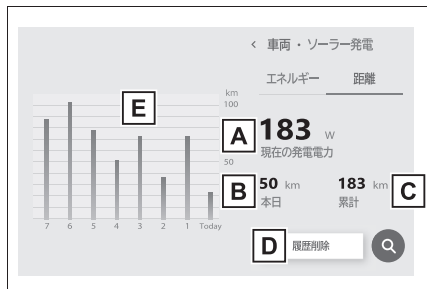 < 車両 ・ ソーラー発電
エネルギー 距離
km
100
E
A 183 W
現在の発電電力
50
B 50 km 183 km C
本日 累計
7 6 5 4 3 2 1 Today
D 履歴削除